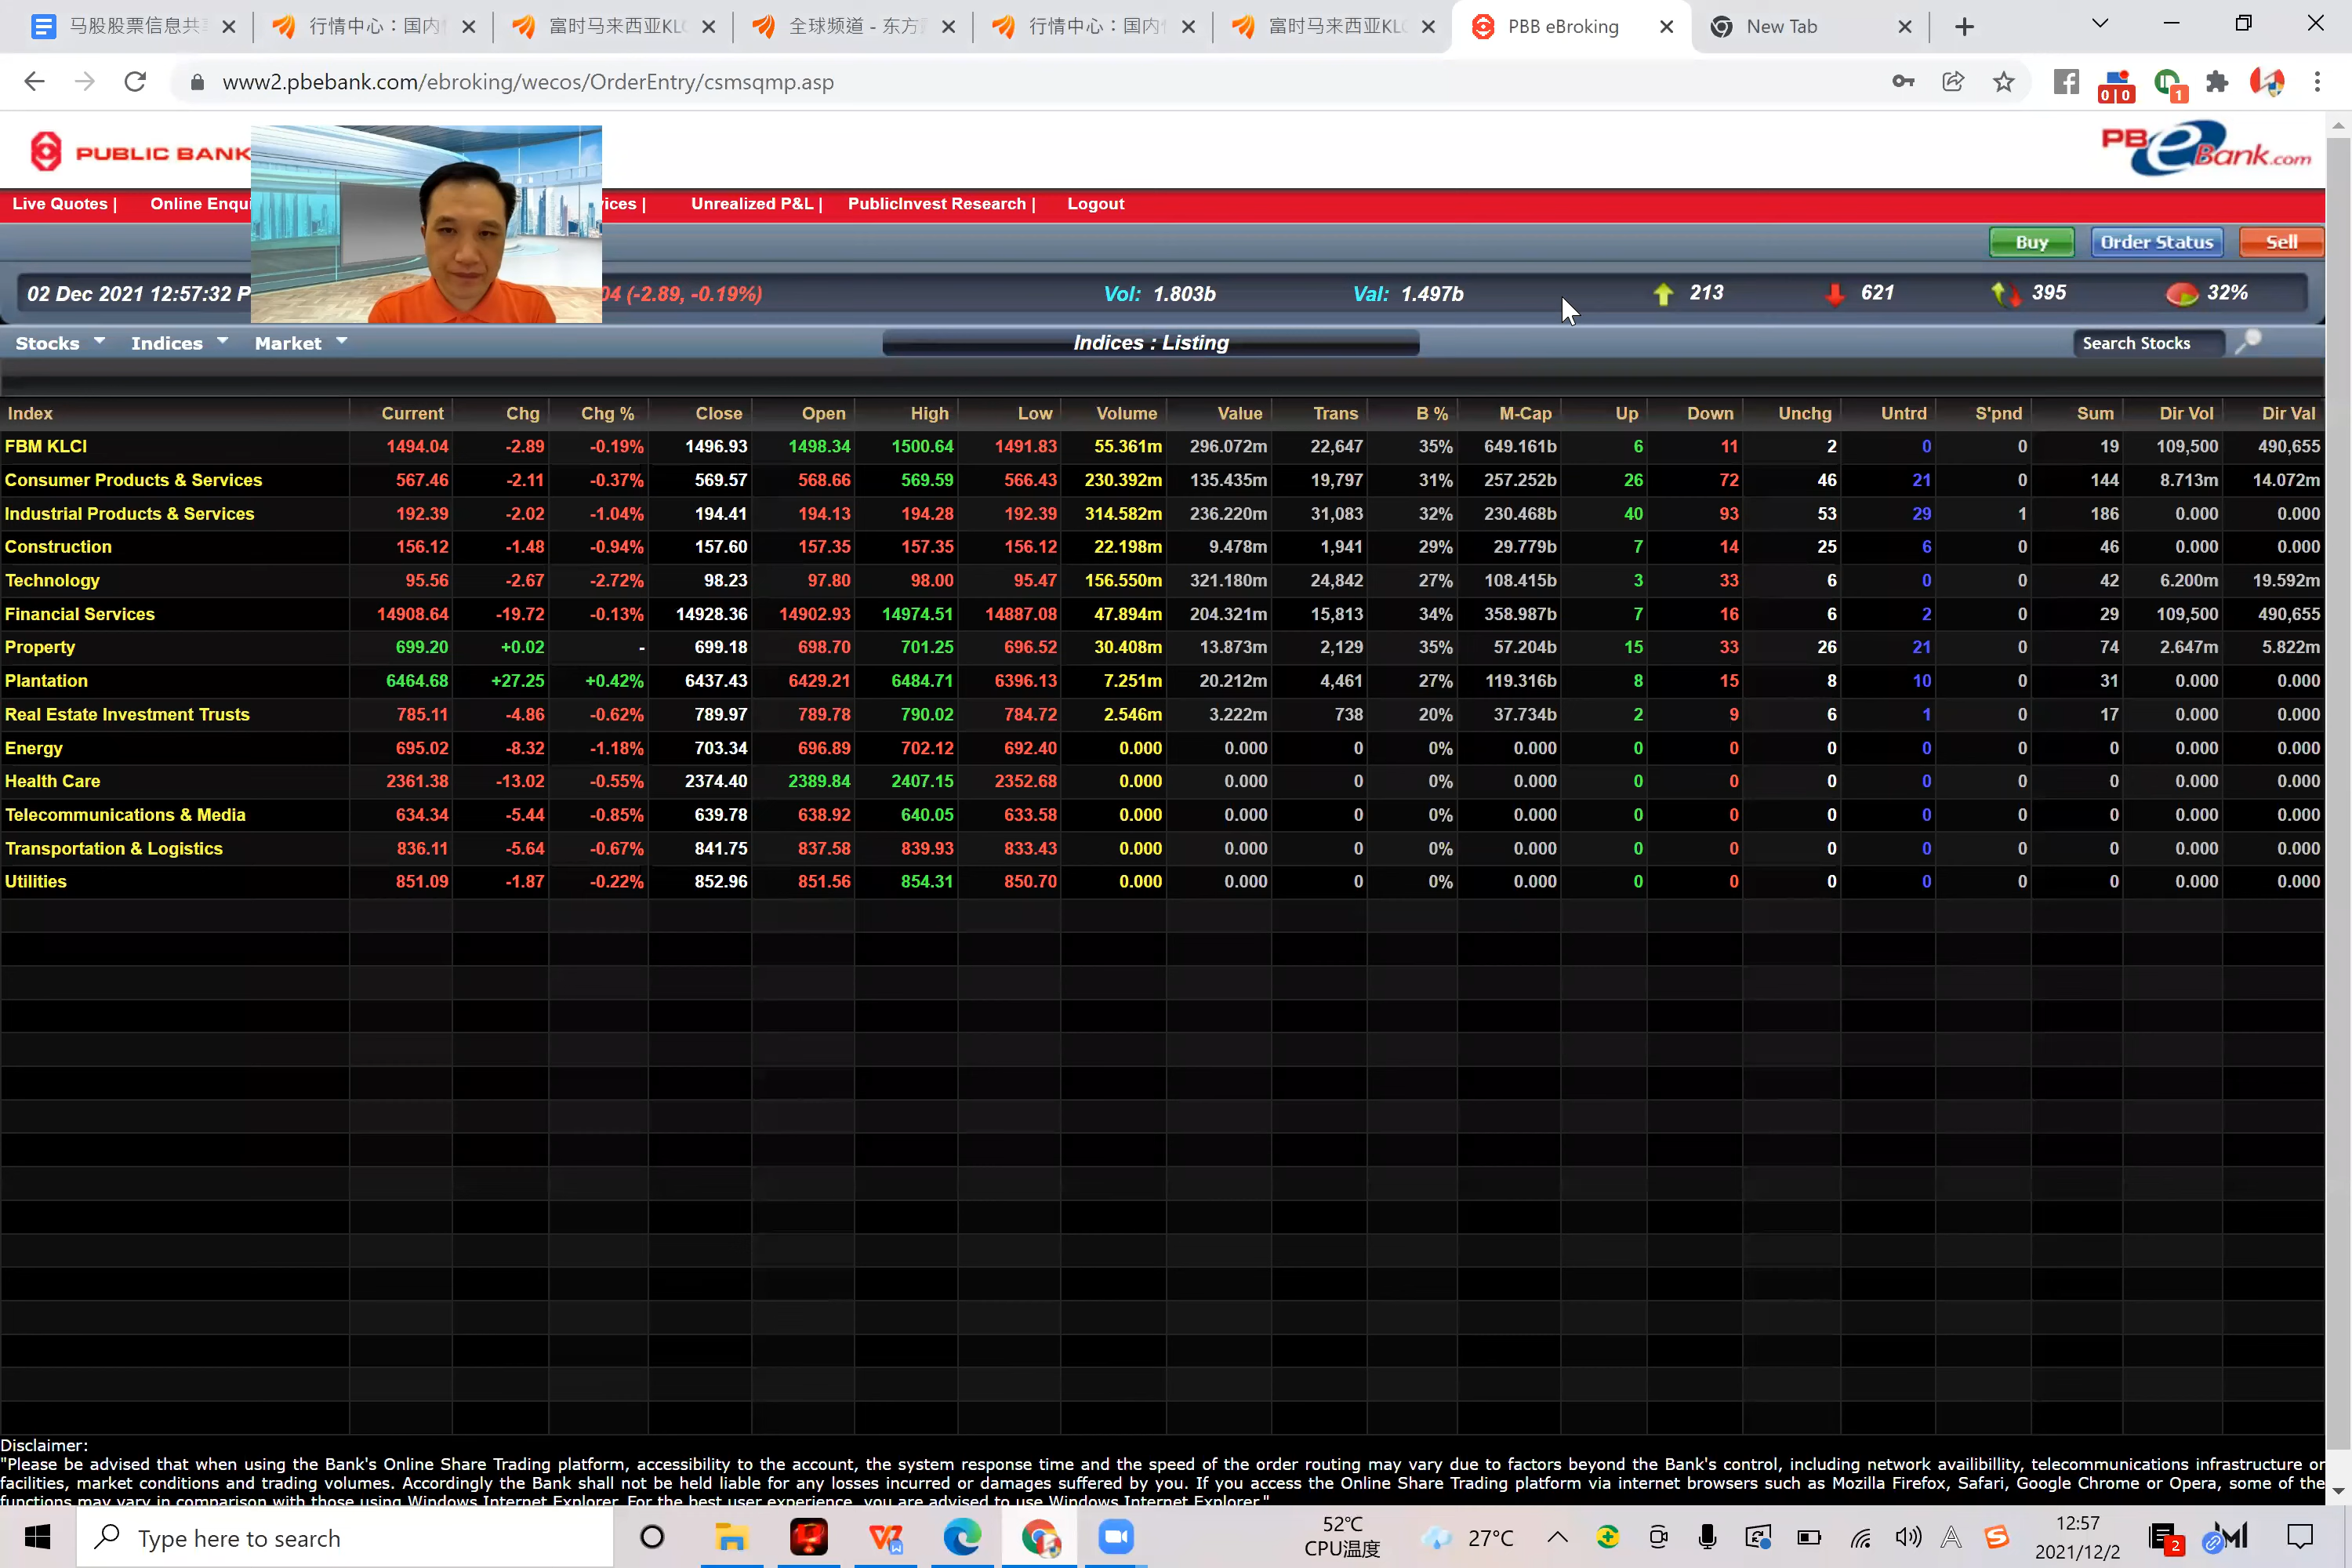 马股股票信息共
行情中心：国内
富时马来西亚KLC
全球频道 - 东方
行情中心：国内
富时马来西亚KLC
PBB eBroking
New Tab
www2.pbebank.com/ebroking/wecos/OrderEntry/csmsqmp.asp
0|0
1
PUBLIC BANK
PBeBank.com
Live Quotes | Online Enqui ices | Unrealized P&L | PublicInvest Research | Logout
Buy Order Status Sell
02 Dec 2021 12:57:32 P 04 (-2.89, -0.19%) Vol: 1.803b Val: 1.497b 213 621 395 32%
Stocks Indices Market Indices : Listing Search Stocks
Index Current Chg Chg % Close Open High Low Volume Value Trans B % M-Cap Up Down Unchg Untrd S'pnd Sum Dir Vol Dir Val
FBM KLCI 1494.04 -2.89 -0.19% 1496.93 1498.34 1500.64 1491.83 55.361m 296.072m 22,647 35% 649.161b 6 11 2 0 0 19 109,500 490,655
Consumer Products & Services 567.46 -2.11 -0.37% 569.57 568.66 569.59 566.43 230.392m 135.435m 19,797 31% 257.252b 26 72 46 21 0 144 8.713m 14.072m
Industrial Products & Services 192.39 -2.02 -1.04% 194.41 194.13 194.28 192.39 314.582m 236.220m 31,083 32% 230.468b 40 93 53 29 1 186 0.000 0.000
Construction 156.12 -1.48 -0.94% 157.60 157.35 157.35 156.12 22.198m 9.478m 1,941 29% 29.779b 7 14 25 6 0 46 0.000 0.000
Technology 95.56 -2.67 -2.72% 98.23 97.80 98.00 95.47 156.550m 321.180m 24,842 27% 108.415b 3 33 6 0 0 42 6.200m 19.592m
Financial Services 14908.64 -19.72 -0.13% 14928.36 14902.93 14974.51 14887.08 47.894m 204.321m 15,813 34% 358.987b 7 16 6 2 0 29 109,500 490,655
Property 699.20 +0.02 - 699.18 698.70 701.25 696.52 30.408m 13.873m 2,129 35% 57.204b 15 33 26 21 0 74 2.647m 5.822m
Plantation 6464.68 +27.25 +0.42% 6437.43 6429.21 6484.71 6396.13 7.251m 20.212m 4,461 27% 119.316b 8 15 8 10 0 31 0.000 0.000
Real Estate Investment Trusts 785.11 -4.86 -0.62% 789.97 789.78 790.02 784.72 2.546m 3.222m 738 20% 37.734b 2 9 6 1 0 17 0.000 0.000
Energy 695.02 -8.32 -1.18% 703.34 696.89 702.12 692.40 0.000 0.000 0 0% 0.000 0 0 0 0 0 0 0.000 0.000
Health Care 2361.38 -13.02 -0.55% 2374.40 2389.84 2407.15 2352.68 0.000 0.000 0 0% 0.000 0 0 0 0 0 0 0.000 0.000
Telecommunications & Media 634.34 -5.44 -0.85% 639.78 638.92 640.05 633.58 0.000 0.000 0 0% 0.000 0 0 0 0 0 0 0.000 0.000
Transportation & Logistics 836.11 -5.64 -0.67% 841.75 837.58 839.93 833.43 0.000 0.000 0 0% 0.000 0 0 0 0 0 0 0.000 0.000
Utilities 851.09 -1.87 -0.22% 852.96 851.56 854.31 850.70 0.000 0.000 0 0% 0.000 0 0 0 0 0 0 0.000 0.000
Disclaimer:
"Please be advised that when using the Bank's Online Share Trading platform, accessibility to the account, the system response time and the speed of the order routing may vary due to factors beyond the Bank's control, including network availibillity, telecommunications infrastructure or
facilities, market conditions and trading volumes. Accordingly the Bank shall not be held liable for any losses incurred or damages suffered by you. If you access the Online Share Trading platform via internet browsers such as Mozilla Firefox, Safari, Google Chrome or Opera, some of the
functions may vary in comparison with those using Windows Internet Explorer. For the best user experience, you are advised to use Windows Internet Explorer."
Type here to search
52℃
CPU温度
27°C
12:57
2021/12/2
2